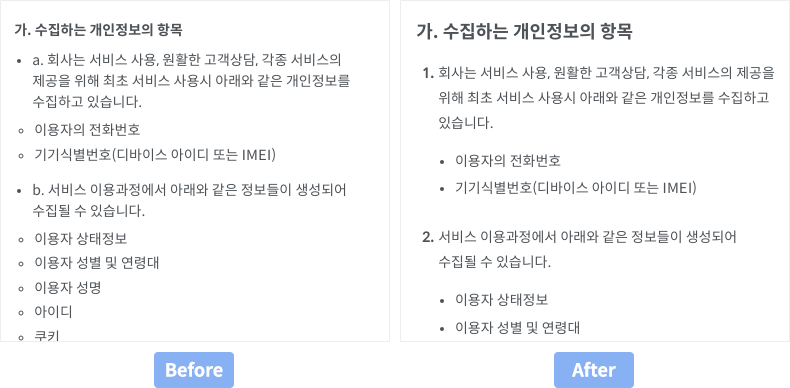 가. 수집하는 개인정보의 항목
• a. 회사는 서비스 사용, 원활한 고객상담, 각종 서비스의
제공을 위해 최초 서비스 사용시 아래와 같은 개인정보를
수집하고 있습니다.
◦ 이용자의 전화번호
◦ 기기식별번호(디바이스 아이디 또는 IMEI)
• b. 서비스 이용과정에서 아래와 같은 정보들이 생성되어
수집될 수 있습니다.
◦ 이용자 상태정보
◦ 이용자 성별 및 연령대
◦ 이용자 성명
◦ 아이디
◦ 쿠키
Before
가. 수집하는 개인정보의 항목
1. 회사는 서비스 사용, 원활한 고객상담, 각종 서비스의 제공을
위해 최초 서비스 사용시 아래와 같은 개인정보를 수집하고
있습니다.
• 이용자의 전화번호
• 기기식별번호(디바이스 아이디 또는 IMEI)
2. 서비스 이용과정에서 아래와 같은 정보들이 생성되어
수집될 수 있습니다.
• 이용자 상태정보
• 이용자 성별 및 연령대
After